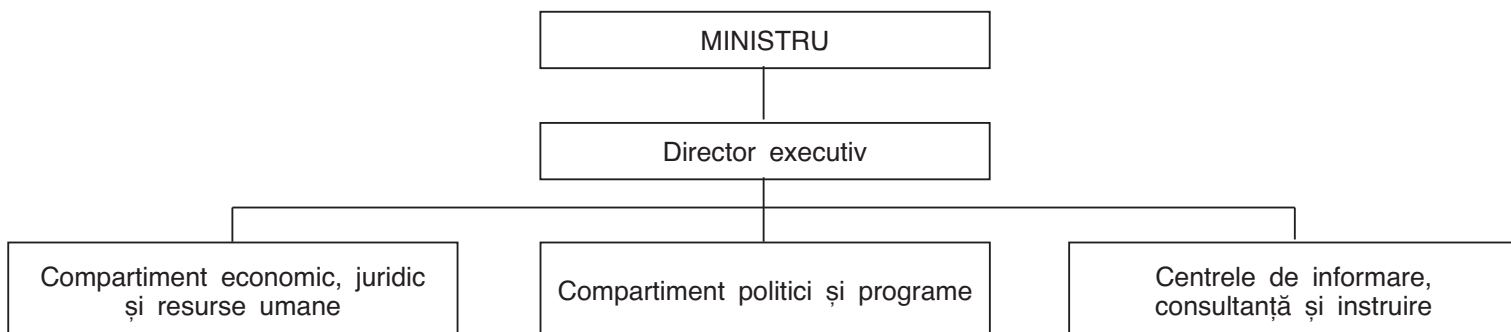 MINISTRU
Director executiv
Compartiment economic, juridic
și resurse umane
Compartiment politici și programe
Centrele de informare,
consultanță și instruire